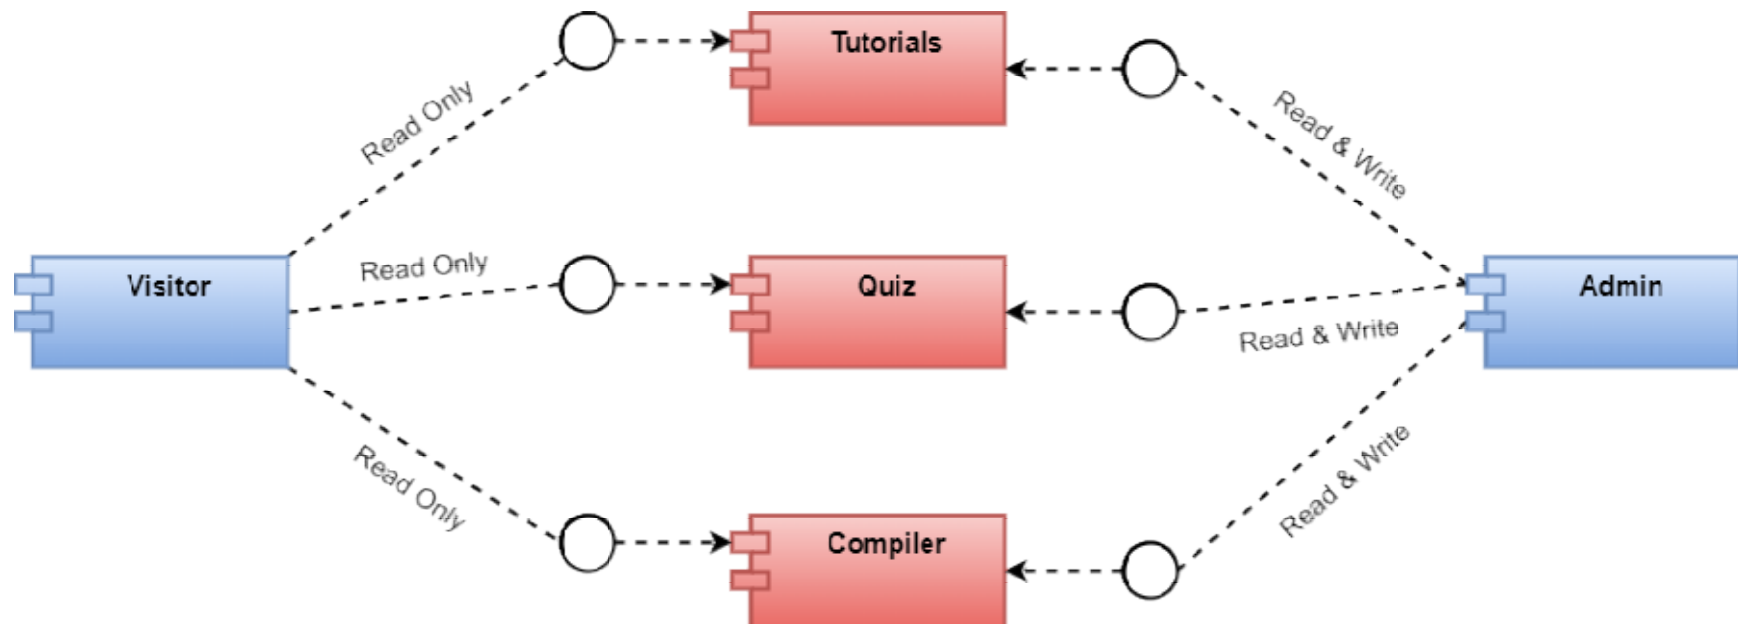 Tutorials
Read Only
Read & Write
Visitor
Read Only
Quiz
Admin
Read & Write
Read Only
Read & Write
Compiler